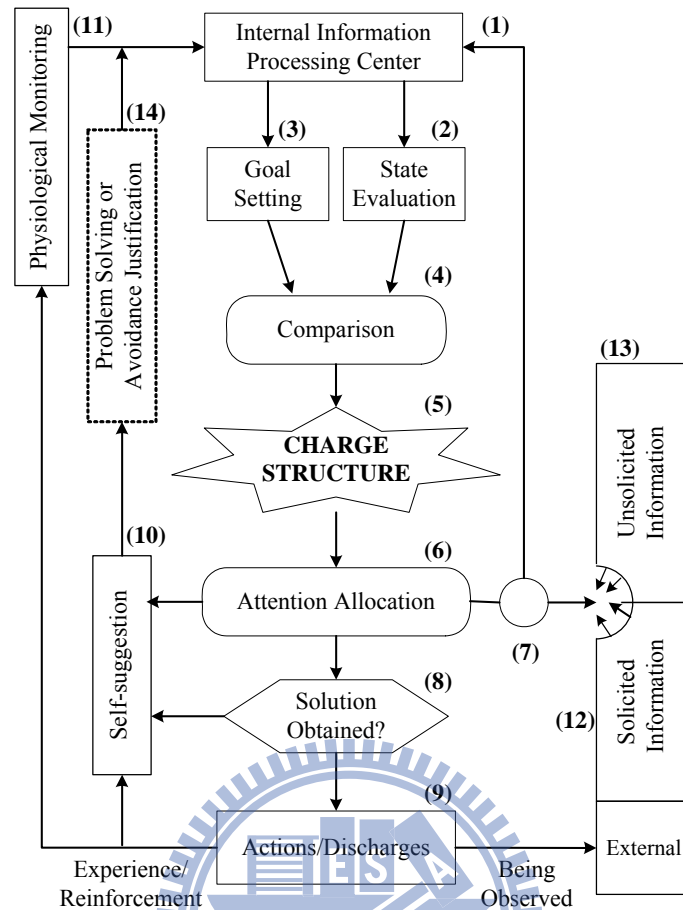 (11)
Internal Information
Processing Center
(1)
Physiological Monitoring
(14)
(3)
(2)
Goal
Setting
State
Evaluation
Problem Solving or
Avoidance Justification
(4)
Comparison
(13)
(5)
CHARGE
STRUCTURE
Unsolicited
Information
(10)
(6)
Attention Allocation
(7)
Self-suggestion
(8)
Solution
Obtained?
(12)
Solicited
Information
(9)
Actions/Discharges
External
Experience/
Reinforcement
Being
Observed
E S A